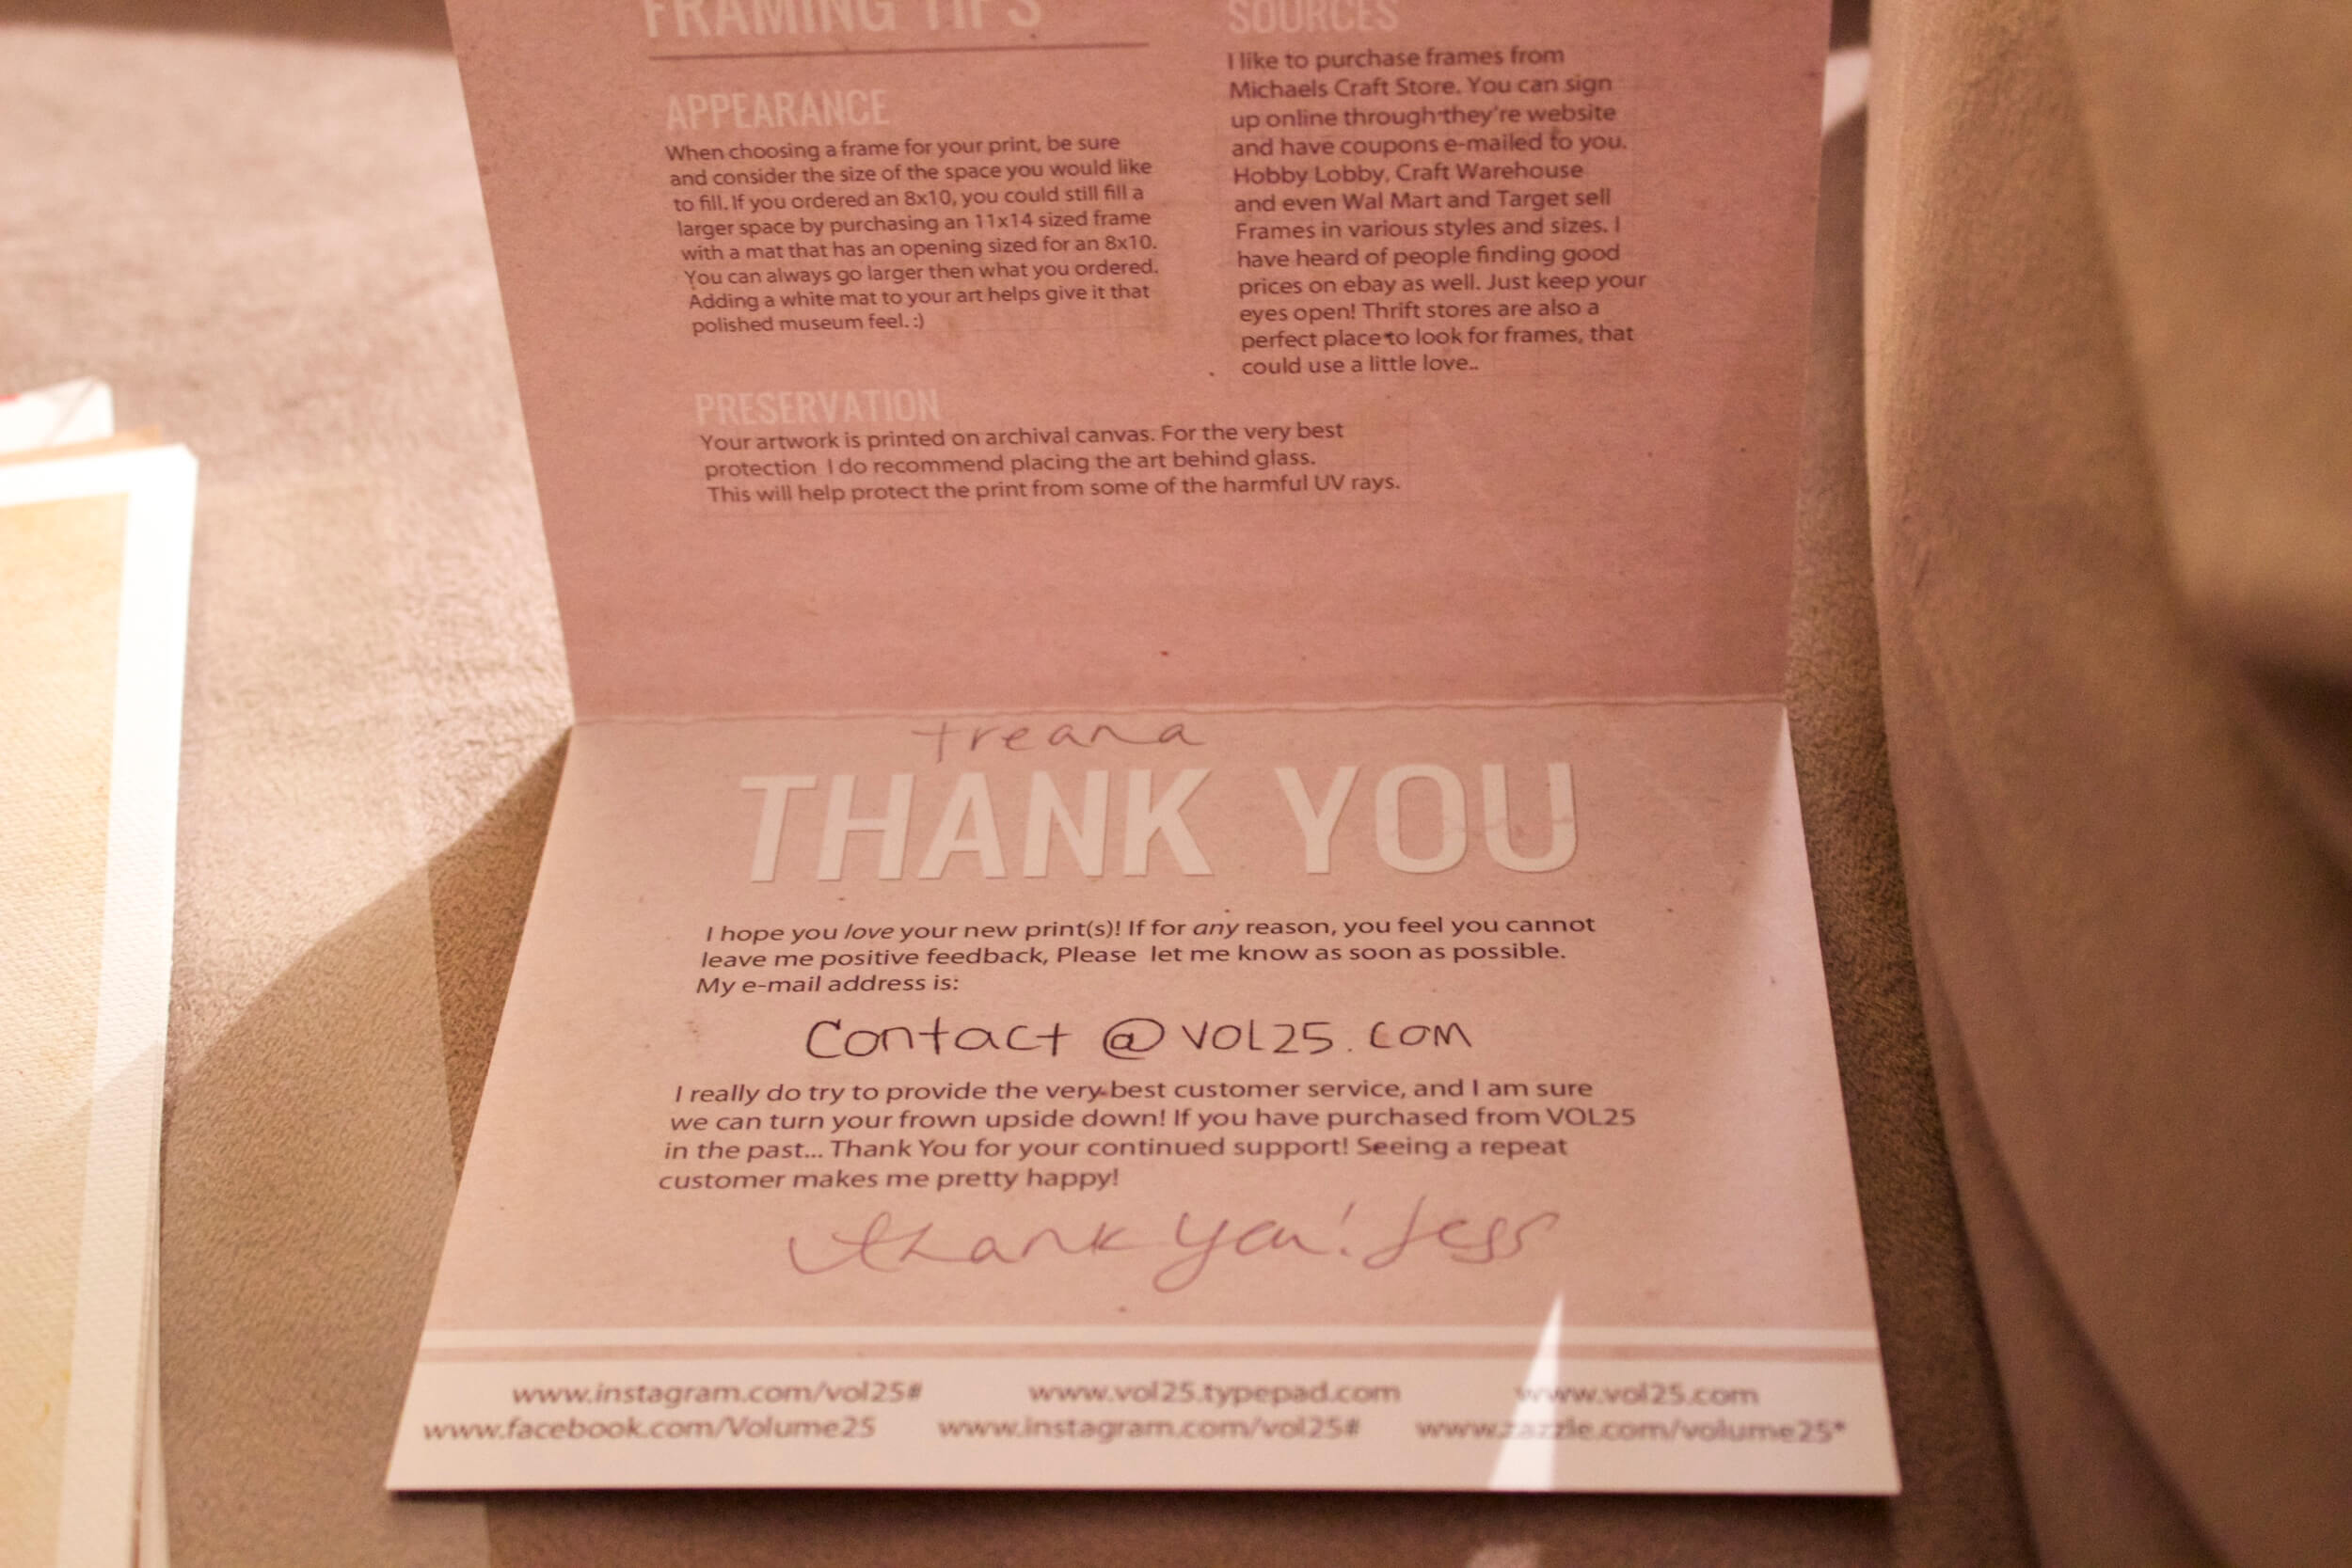 FRAMING TIPS
APPEARANCE
When choosing a frame for your print, be sure
and consider the size of the space you would like
to fill. If you ordered an 8x10, you could still fill a
larger space by purchasing an 11x14 sized frame
with a mat that has an opening sized for an 8x10.
You can always go larger then what you ordered.
Adding a white mat to your art helps give it that
polished museum feel. :)
SOURCES
I like to purchase frames from
Michaels Craft Store. You can sign
up online through they're website
and have coupons e-mailed to you.
Hobby Lobby, Craft Warehouse
and even Wal Mart and Target sell
Frames in various styles and sizes. I
have heard of people finding good
prices on ebay as well. Just keep your
eyes open! Thrift stores are also a
perfect place to look for frames, that
could use a little love..
PRESERVATION
Your artwork is printed on archival canvas. For the very best
protection I do recommend placing the art behind glass.
This will help protect the print from some of the harmful UV rays.
treana
THANK YOU
I hope you love your new print(s)! If for any reason, you feel you cannot
leave me positive feedback, Please let me know as soon as possible.
My e-mail address is:
Contact @ VOL25.COM
I really do try to provide the very best customer service, and I am sure
we can turn your frown upside down! If you have purchased from VOL25
in the past... Thank You for your continued support! Seeing a repeat
customer makes me pretty happy!
thank you! Jess
www.instagram.com/vol25# www.vol25.typepad.com www.vol25.com
www.facebook.com/Volume25 www.instagram.com/vol25# www.zazzle.com/volume25*